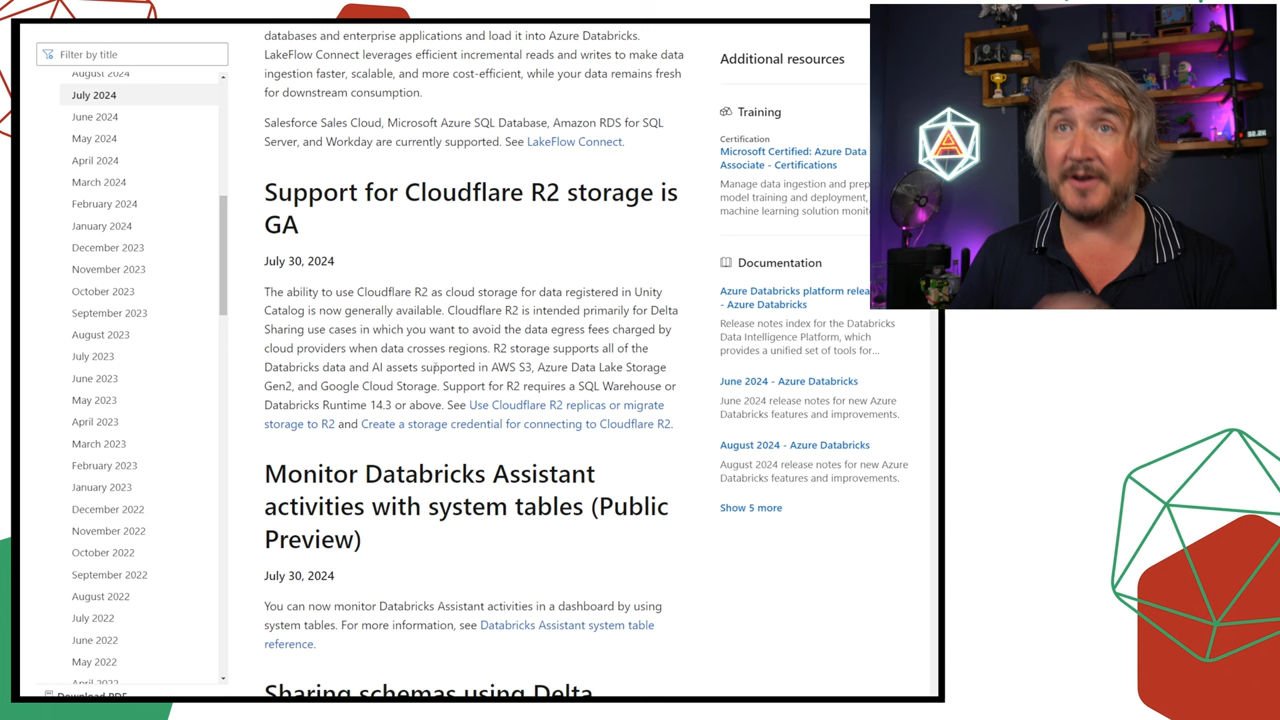 Filter by title
August 2024
July 2024
June 2024
May 2024
April 2024
March 2024
February 2024
January 2024
December 2023
November 2023
October 2023
September 2023
August 2023
July 2023
June 2023
May 2023
April 2023
March 2023
February 2023
January 2023
December 2022
November 2022
October 2022
September 2022
August 2022
July 2022
June 2022
May 2022
April 2022
Download PDF
databases and enterprise applications and load it into Azure Databricks.
LakeFlow Connect leverages efficient incremental reads and writes to make data
ingestion faster, scalable, and more cost-efficient, while your data remains fresh
for downstream consumption.
Salesforce Sales Cloud, Microsoft Azure SQL Database, Amazon RDS for SQL
Server, and Workday are currently supported. See LakeFlow Connect.
Support for Cloudflare R2 storage is
GA
July 30, 2024
The ability to use Cloudflare R2 as cloud storage for data registered in Unity
Catalog is now generally available. Cloudflare R2 is intended primarily for Delta
Sharing use cases in which you want to avoid the data egress fees charged by
cloud providers when data crosses regions. R2 storage supports all of the
Databricks data and AI assets supported in AWS S3, Azure Data Lake Storage
Gen2, and Google Cloud Storage. Support for R2 requires a SQL Warehouse or
Databricks Runtime 14.3 or above. See Use Cloudflare R2 replicas or migrate
storage to R2 and Create a storage credential for connecting to Cloudflare R2.
Monitor Databricks Assistant
activities with system tables (Public
Preview)
July 30, 2024
You can now monitor Databricks Assistant activities in a dashboard by using
system tables. For more information, see Databricks Assistant system table
reference.
Sharing schemas using Delta
Additional resources
Training
Certification
Microsoft Certified: Azure Data
Associate - Certifications
Manage data ingestion and prep
model training and deployment,
machine learning solution monit
Documentation
Azure Databricks platform relea
- Azure Databricks
Release notes index for the Databricks
Data Intelligence Platform, which
provides a unified set of tools for...
June 2024 - Azure Databricks
June 2024 release notes for new Azure
Databricks features and improvements.
August 2024 - Azure Databricks
August 2024 release notes for new Azure
Databricks features and improvements.
Show 5 more
A